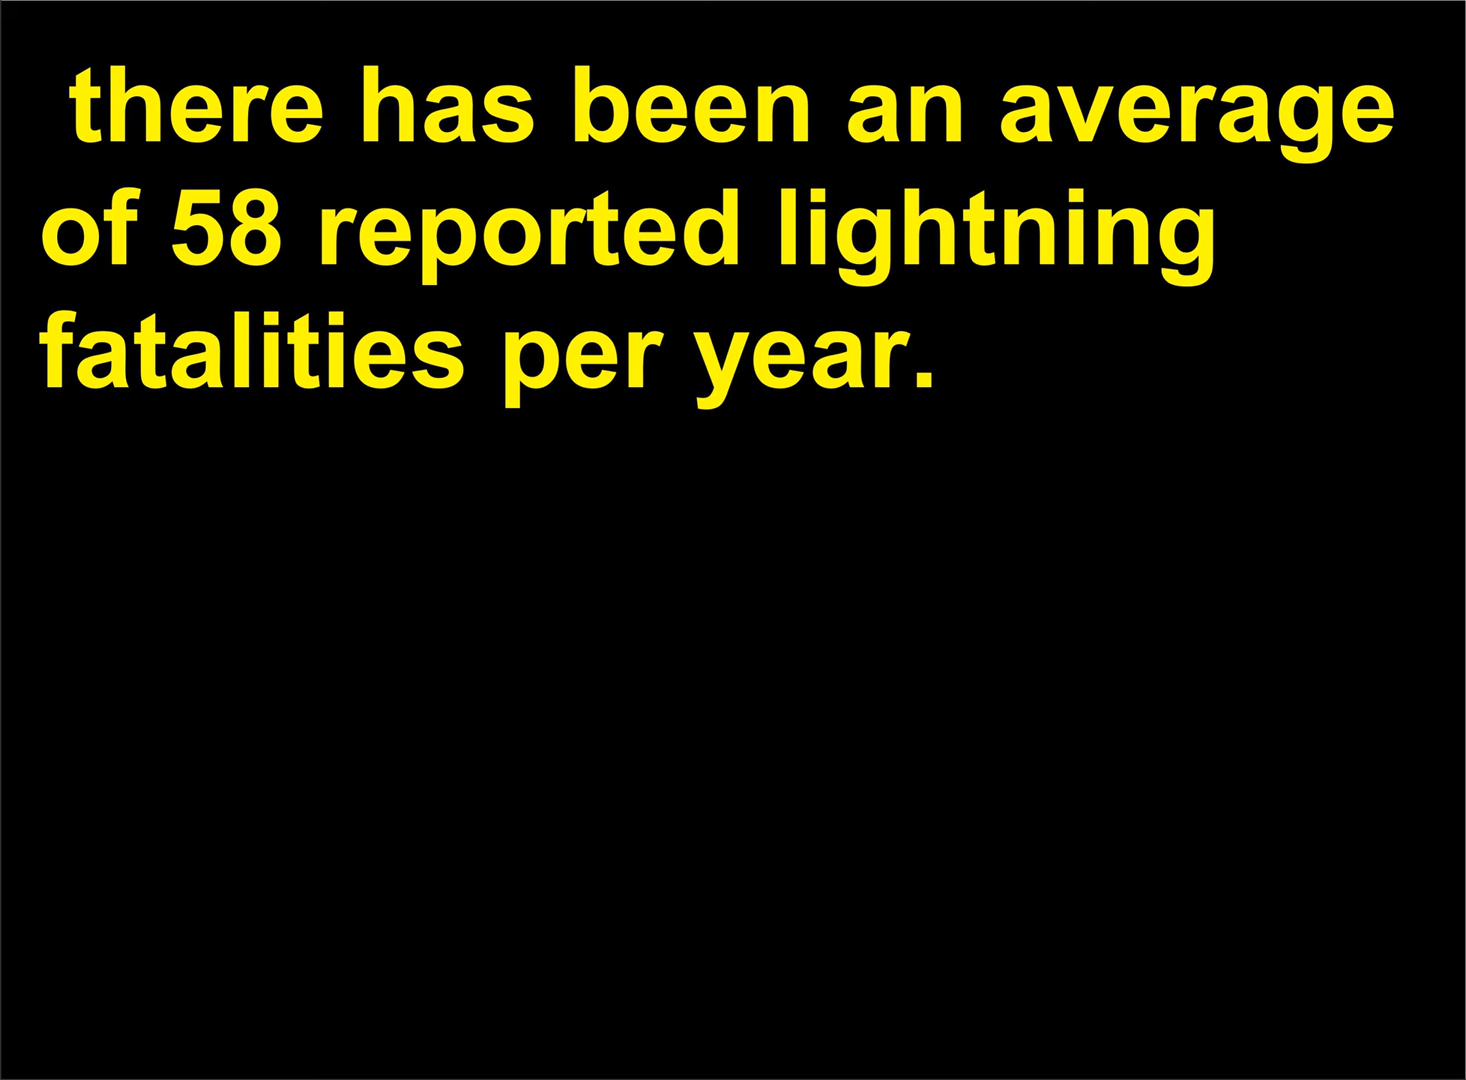 there has been an average
of 58 reported lightning
fatalities per year.